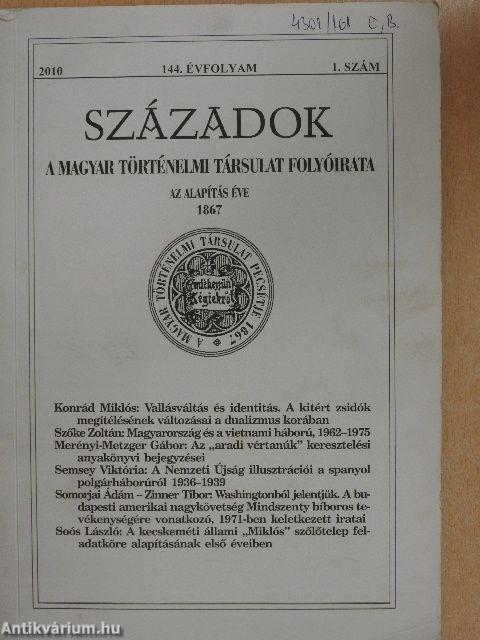 4301/161 C,B.
2010 144. ÉVFOLYAM 1. SZÁM
SZÁZADOK
A MAGYAR TÖRTÉNELMI TÁRSULAT FOLYÓIRATA
AZ ALAPÍTÁS ÉVE
1867
A MAGYAR TÖRTÉNELMI TÁRSULAT PECSÉTJE 1867
Emlékezzünk
Régiekről
Konrád Miklós: Vallásváltás és identitás. A kitért zsidók
megítélésének változásai a dualizmus korában
Szőke Zoltán: Magyarország és a vietnami háború, 1962–1975
Merényi-Metzger Gábor: Az „aradi vértanúk" keresztelési
anyakönyvi bejegyzései
Semsey Viktória: A Nemzeti Újság illusztrációi a spanyol
polgárháborúról 1936–1939
Somorjai Ádám – Zinner Tibor: Washingtonból jelentjük. A bu-
dapesti amerikai nagykövetség Mindszenty bíboros te-
vékenységére vonatkozó, 1971-ben keletkezett iratai
Soós László: A kecskeméti állami „Miklós" szőlőtelep fel-
adatköre alapításának első éveiben
Antikvárium.hu